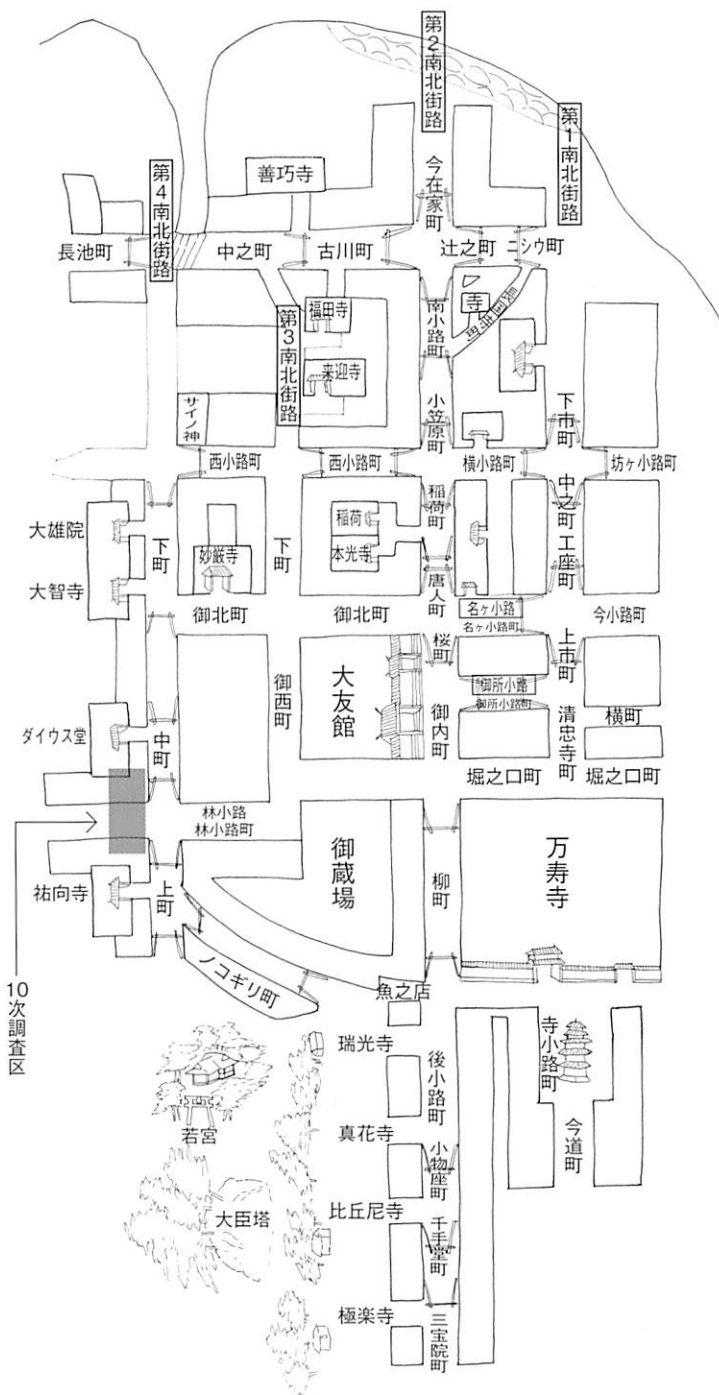 第2南北街路
第1南北街路
第4南北街路
善巧寺
今在家町
長池町
中之町
古川町
辻之町
ニシウ町
福田寺
第3南北街路
来迎寺
南小路町
寺
サイノ神
小笠原町
下市町
西小路町
西小路町
横小路町
坊ヶ小路町
大雄院
大智寺
下町
妙厳寺
下町
稲荷
本光寺
稲荷町
唐人町
中之町
工座町
御北町
御北町
名ヶ小路
名ヶ小路町
今小路町
桜町
上市町
御所小路
御所小路町
大友館
御西町
御内町
清忠寺町
横町
ダイウス堂
中町
堀之口町
堀之口町
林小路
林小路町
御蔵場
柳町
万寿寺
祐向寺
上町
ノコギリ町
10次調査区
魚之店
瑞光寺
後小路町
寺小路町
若宮
真花寺
小物座町
今道町
大臣塔
比丘尼寺
千手堂町
極楽寺
三宝院町